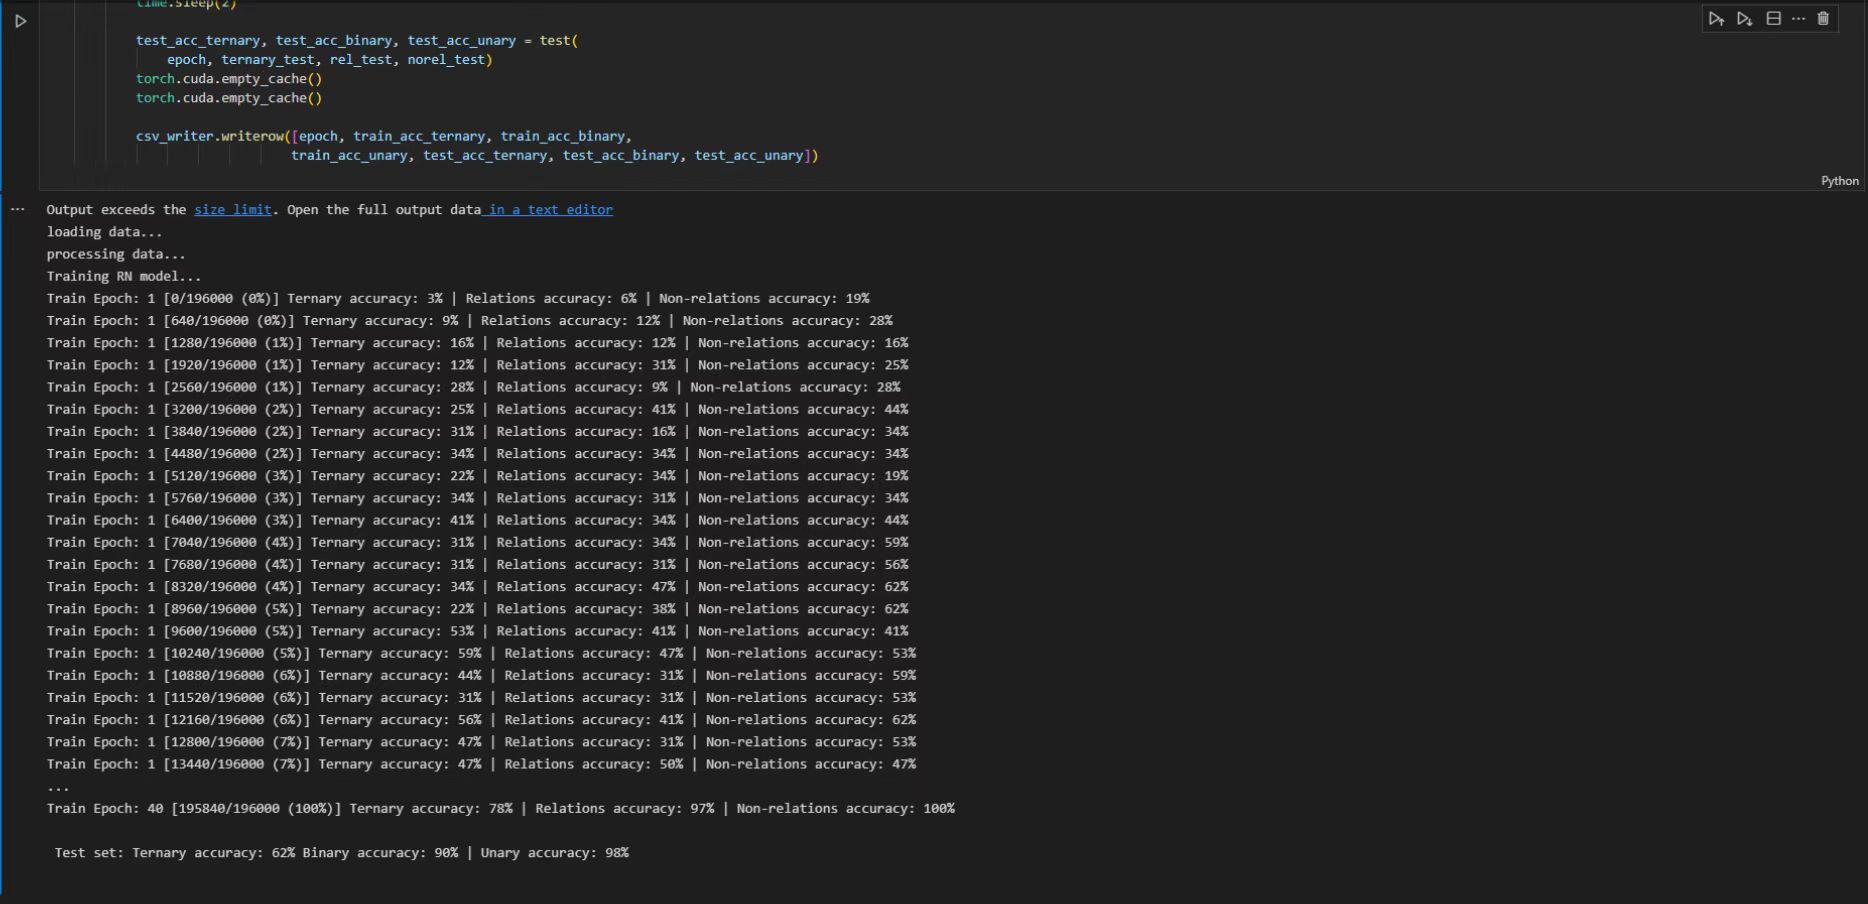 time.sleep(2)
test_acc_ternary, test_acc_binary, test_acc_unary = test(
epoch, ternary_test, rel_test, norel_test)
torch.cuda.empty_cache()
torch.cuda.empty_cache()
csv_writer.writerow([epoch, train_acc_ternary, train_acc_binary,
train_acc_unary, test_acc_ternary, test_acc_binary, test_acc_unary])
Python
Output exceeds the size limit. Open the full output data in a text editor
loading data...
processing data...
Training RN model...
Train Epoch: 1 [0/196000 (0%)] Ternary accuracy: 3% | Relations accuracy: 6% | Non-relations accuracy: 19%
Train Epoch: 1 [640/196000 (0%)] Ternary accuracy: 9% | Relations accuracy: 12% | Non-relations accuracy: 28%
Train Epoch: 1 [1280/196000 (1%)] Ternary accuracy: 16% | Relations accuracy: 12% | Non-relations accuracy: 16%
Train Epoch: 1 [1920/196000 (1%)] Ternary accuracy: 12% | Relations accuracy: 31% | Non-relations accuracy: 25%
Train Epoch: 1 [2560/196000 (1%)] Ternary accuracy: 28% | Relations accuracy: 9% | Non-relations accuracy: 28%
Train Epoch: 1 [3200/196000 (2%)] Ternary accuracy: 25% | Relations accuracy: 41% | Non-relations accuracy: 44%
Train Epoch: 1 [3840/196000 (2%)] Ternary accuracy: 31% | Relations accuracy: 16% | Non-relations accuracy: 34%
Train Epoch: 1 [4480/196000 (2%)] Ternary accuracy: 34% | Relations accuracy: 34% | Non-relations accuracy: 34%
Train Epoch: 1 [5120/196000 (3%)] Ternary accuracy: 22% | Relations accuracy: 34% | Non-relations accuracy: 19%
Train Epoch: 1 [5760/196000 (3%)] Ternary accuracy: 34% | Relations accuracy: 31% | Non-relations accuracy: 34%
Train Epoch: 1 [6400/196000 (3%)] Ternary accuracy: 41% | Relations accuracy: 34% | Non-relations accuracy: 44%
Train Epoch: 1 [7040/196000 (4%)] Ternary accuracy: 31% | Relations accuracy: 34% | Non-relations accuracy: 59%
Train Epoch: 1 [7680/196000 (4%)] Ternary accuracy: 31% | Relations accuracy: 31% | Non-relations accuracy: 56%
Train Epoch: 1 [8320/196000 (4%)] Ternary accuracy: 34% | Relations accuracy: 47% | Non-relations accuracy: 62%
Train Epoch: 1 [8960/196000 (5%)] Ternary accuracy: 22% | Relations accuracy: 38% | Non-relations accuracy: 62%
Train Epoch: 1 [9600/196000 (5%)] Ternary accuracy: 53% | Relations accuracy: 41% | Non-relations accuracy: 41%
Train Epoch: 1 [10240/196000 (5%)] Ternary accuracy: 59% | Relations accuracy: 47% | Non-relations accuracy: 53%
Train Epoch: 1 [10880/196000 (6%)] Ternary accuracy: 44% | Relations accuracy: 31% | Non-relations accuracy: 59%
Train Epoch: 1 [11520/196000 (6%)] Ternary accuracy: 31% | Relations accuracy: 31% | Non-relations accuracy: 53%
Train Epoch: 1 [12160/196000 (6%)] Ternary accuracy: 56% | Relations accuracy: 41% | Non-relations accuracy: 62%
Train Epoch: 1 [12800/196000 (7%)] Ternary accuracy: 47% | Relations accuracy: 31% | Non-relations accuracy: 53%
Train Epoch: 1 [13440/196000 (7%)] Ternary accuracy: 47% | Relations accuracy: 50% | Non-relations accuracy: 47%
...
Train Epoch: 40 [195840/196000 (100%)] Ternary accuracy: 78% | Relations accuracy: 97% | Non-relations accuracy: 100%
Test set: Ternary accuracy: 62% Binary accuracy: 90% | Unary accuracy: 98%